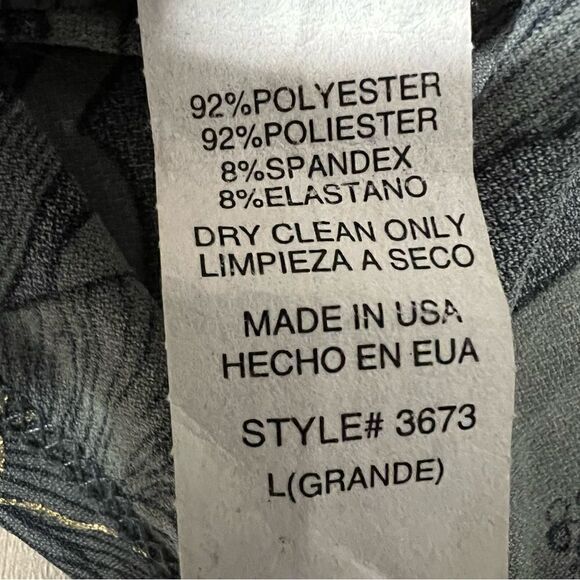 92%POLYESTER
92%POLIESTER
8%SPANDEX
8%ELASTANO
DRY CLEAN ONLY
LIMPIEZA A SECO
MADE IN USA
HECHO EN EUA
STYLE# 3673
L(GRANDE)